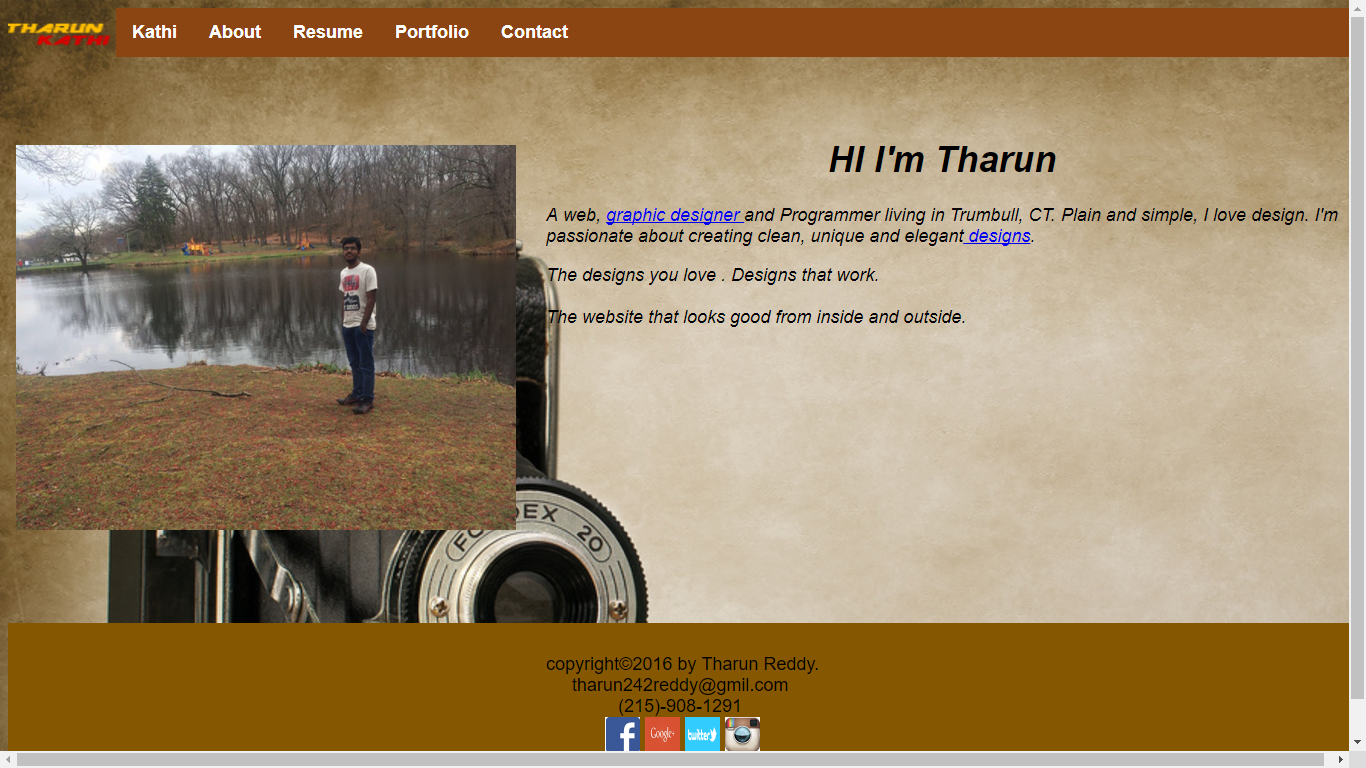 THARUN
KATHI
Kathi About Resume Portfolio Contact
HI I'm Tharun
A web, graphic designer and Programmer living in Trumbull, CT. Plain and simple, I love design. I'm
passionate about creating clean, unique and elegant designs.
The designs you love . Designs that work.
The website that looks good from inside and outside.
DEX 20
copyright©2016 by Tharun Reddy.
tharun242reddy@gmil.com
(215)-908-1291
f Google+ twitter